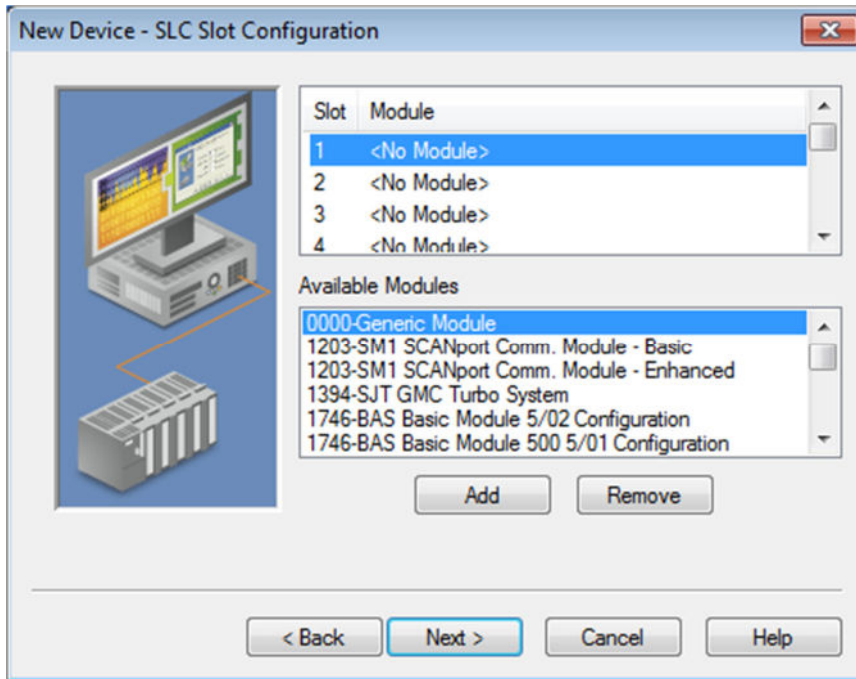 New Device - SLC Slot Configuration
Slot Module
1 <No Module>
2 <No Module>
3 <No Module>
4 <No Module>
Available Modules
0000-Generic Module
1203-SM1 SCANport Comm. Module - Basic
1203-SM1 SCANport Comm. Module - Enhanced
1394-SJT GMC Turbo System
1746-BAS Basic Module 5/02 Configuration
1746-BAS Basic Module 500 5/01 Configuration
Add Remove
< Back Next > Cancel Help